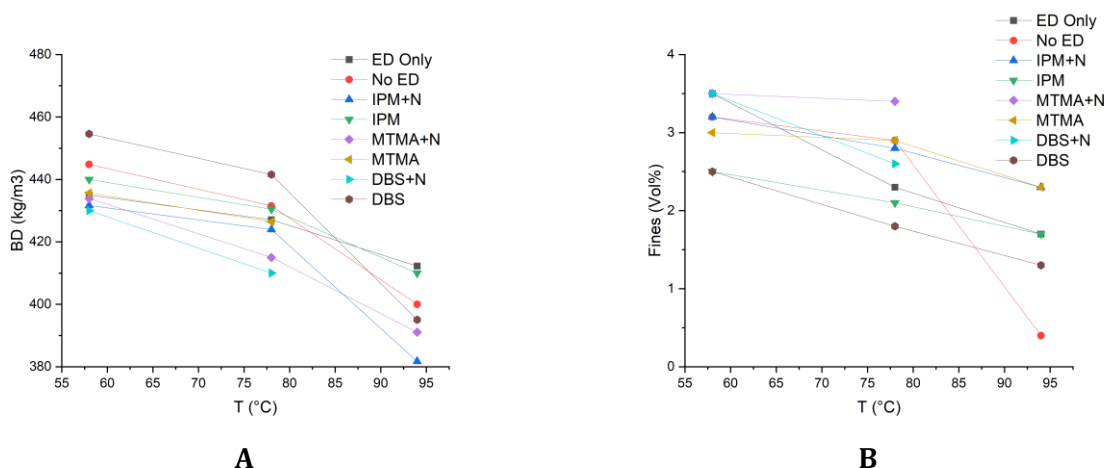 480
460
440
420
400
380
BD (kg/m3)
55 60 65 70 75 80 85 90 95
T (°C)
ED Only
No ED
IPM+N
IPM
MTMA+N
MTMA
DBS+N
DBS
A
4
3
2
1
0
Fines (Vol%)
55 60 65 70 75 80 85 90 95
T (°C)
ED Only
No ED
IPM+N
IPM
MTMA+N
MTMA
DBS+N
DBS
B